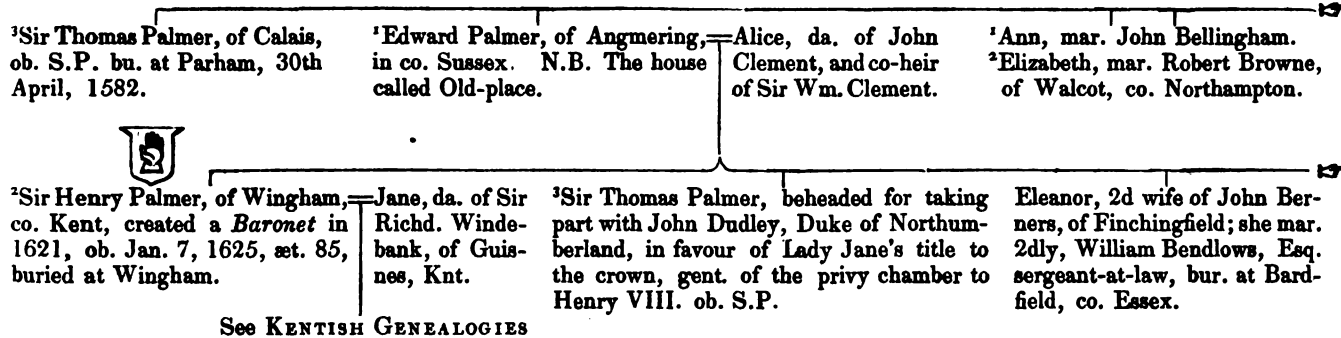 ³Sir Thomas Palmer, of Calais,
ob. S.P. bu. at Parham, 30th
April, 1582.
¹Edward Palmer, of Angmering,
in co. Sussex. N.B. The house
called Old-place.
Alice, da. of John
Clement, and co-heir
of Sir Wm. Clement.
¹Ann, mar. John Bellingham.
²Elizabeth, mar. Robert Browne,
of Walcot, co. Northampton.
²Sir Henry Palmer, of Wingham,
co. Kent, created a Baronet in
1621, ob. Jan. 7, 1625, æt. 85,
buried at Wingham.
Jane, da. of Sir
Richd. Winde-
bank, of Guis-
nes, Knt.
³Sir Thomas Palmer, beheaded for taking
part with John Dudley, Duke of Northum-
berland, in favour of Lady Jane's title to
the crown, gent. of the privy chamber to
Henry VIII. ob. S.P.
Eleanor, 2d wife of John Ber-
ners, of Finchingfield; she mar.
2dly, William Bendlows, Esq.
sergeant-at-law, bur. at Bard-
field, co. Essex.
See KENTISH GENEALOGIES